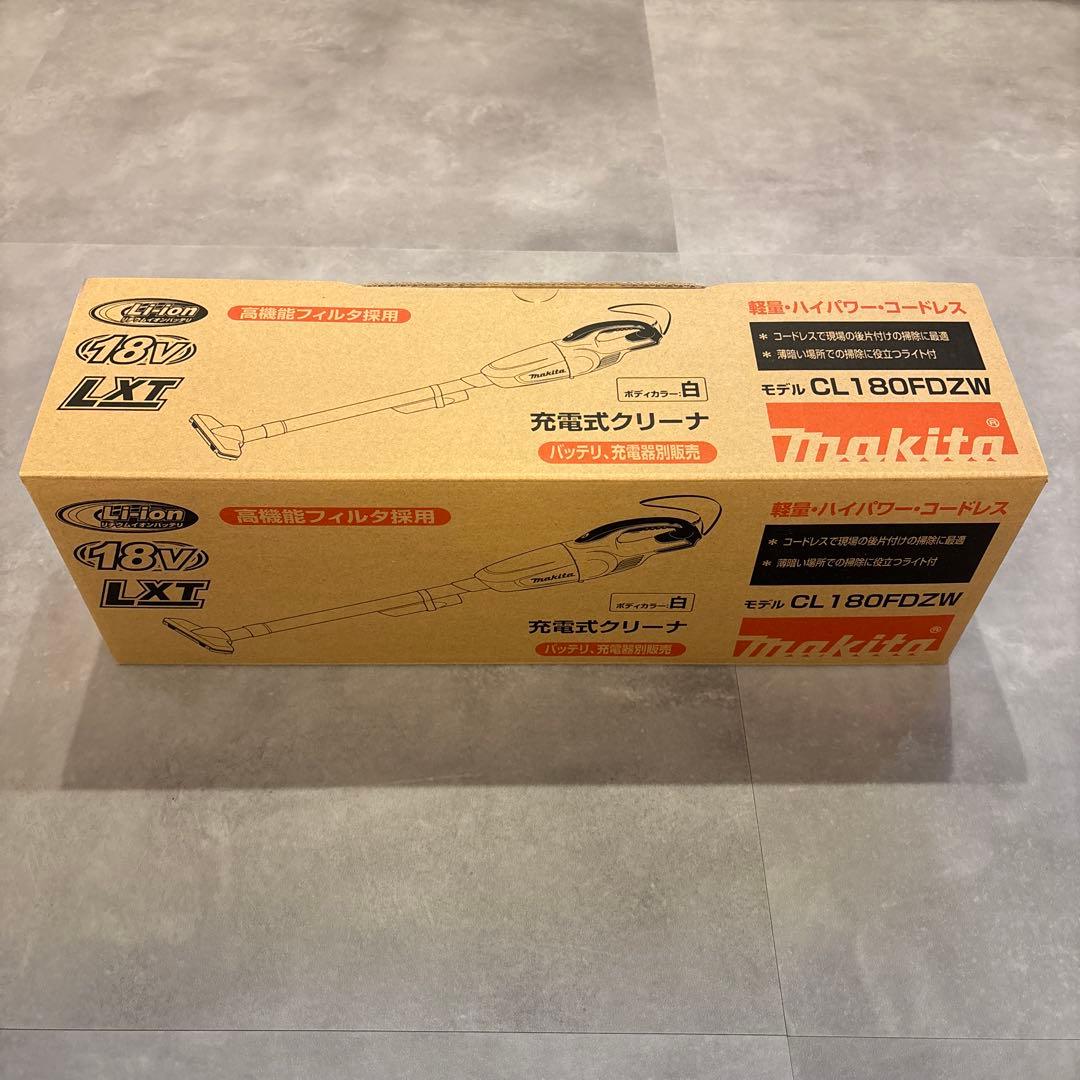 Li-ion
リチウムイオンバッテリ
18V
LXT
高機能フィルタ採用
makita
ボディカラー:白
充電式クリーナ
バッテリ、充電器別販売
軽量・ハイパワー・コードレス
* コードレスで現場の後片付けの掃除に最適
* 薄暗い場所での掃除に役立つライト付
モデル CL180FDZW
makita®
Li-ion
リチウムイオンバッテリ
18V
LXT
高機能フィルタ採用
makita
ボディカラー:白
充電式クリーナ
バッテリ、充電器別販売
軽量・ハイパワー・コードレス
* コードレスで現場の後片付けの掃除に最適
* 薄暗い場所での掃除に役立つライト付
モデル CL180FDZW
makita®